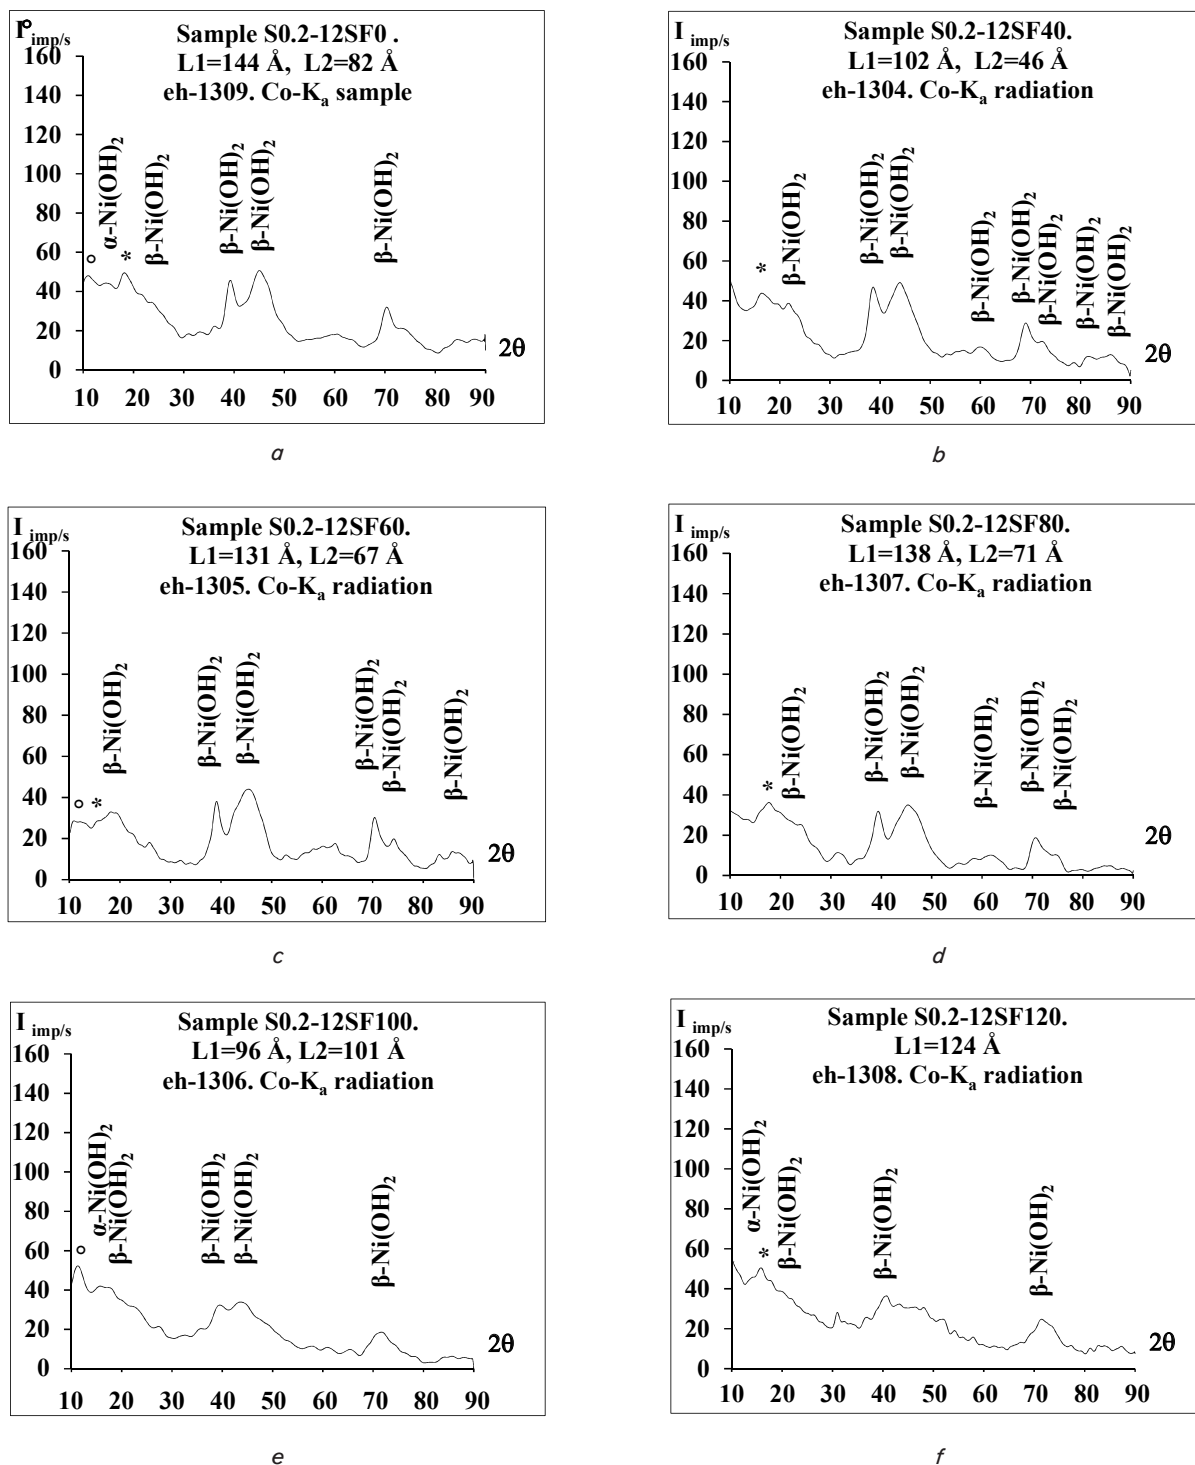 I°imp/s
Sample S0.2-12SF0 .
L1=144 Å, L2=82 Å
eh-1309. Co-Ka sample
160
140
120
100
80
60
40
20
0
° α-Ni(OH)2
*
β-Ni(OH)2
β-Ni(OH)2
β-Ni(OH)2
β-Ni(OH)2
2θ
10 20 30 40 50 60 70 80 90
a
I imp/s
Sample S0.2-12SF40.
L1=102 Å, L2=46 Å
eh-1304. Co-Ka radiation
160
140
120
100
80
60
40
20
0
*
β-Ni(OH)2
β-Ni(OH)2
β-Ni(OH)2
β-Ni(OH)2
β-Ni(OH)2
β-Ni(OH)2
β-Ni(OH)2
β-Ni(OH)2
2θ
10 20 30 40 50 60 70 80 90
b
I imp/s
Sample S0.2-12SF60.
L1=131 Å, L2=67 Å
eh-1305. Co-Ka radiation
160
140
120
100
80
60
40
20
0
° *
β-Ni(OH)2
β-Ni(OH)2
β-Ni(OH)2
β-Ni(OH)2
β-Ni(OH)2
β-Ni(OH)2
2θ
10 20 30 40 50 60 70 80 90
c
I imp/s
Sample S0.2-12SF80.
L1=138 Å, L2=71 Å
eh-1307. Co-Ka radiation
160
140
120
100
80
60
40
20
0
*
β-Ni(OH)2
β-Ni(OH)2
β-Ni(OH)2
β-Ni(OH)2
β-Ni(OH)2
β-Ni(OH)2
2θ
10 20 30 40 50 60 70 80 90
d
I imp/s
Sample S0.2-12SF100.
L1=96 Å, L2=101 Å
eh-1306. Co-Ka radiation
160
140
120
100
80
60
40
20
0
°
α-Ni(OH)2
β-Ni(OH)2
β-Ni(OH)2
β-Ni(OH)2
β-Ni(OH)2
2θ
10 20 30 40 50 60 70 80 90
e
I imp/s
Sample S0.2-12SF120.
L1=124 Å
eh-1308. Co-Ka radiation
160
140
120
100
80
60
40
20
0
α-Ni(OH)2
*
β-Ni(OH)2
β-Ni(OH)2
β-Ni(OH)2
2θ
10 20 30 40 50 60 70 80 90
f